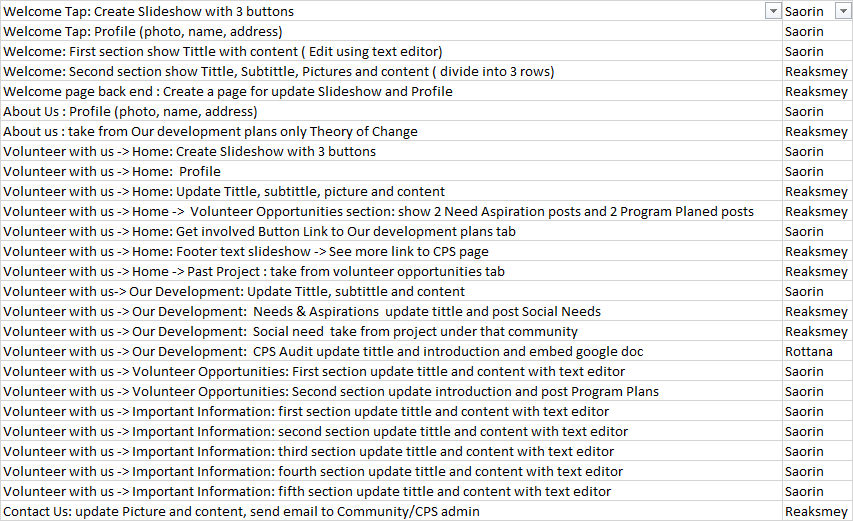 Welcome Tap: Create Slideshow with 3 buttons Saorin
Welcome Tap: Profile (photo, name, address) Saorin
Welcome: First section show Tittle with content ( Edit using text editor) Saorin
Welcome: Second section show Tittle, Subtittle, Pictures and content ( divide into 3 rows) Reaksmey
Welcome page back end : Create a page for update Slideshow and Profile Reaksmey
About Us : Profile (photo, name, address) Saorin
About us : take from Our development plans only Theory of Change Reaksmey
Volunteer with us -> Home: Create Slideshow with 3 buttons Saorin
Volunteer with us -> Home:  Profile Saorin
Volunteer with us -> Home: Update Tittle, subtittle, picture and content Reaksmey
Volunteer with us -> Home ->  Volunteer Opportunities section: show 2 Need Aspiration posts and 2 Program Planed posts Reaksmey
Volunteer with us -> Home: Get involved Button Link to Our development plans tab Saorin
Volunteer with us -> Home: Footer text slideshow -> See more link to CPS page Reaksmey
Volunteer with us -> Home -> Past Project : take from volunteer opportunities tab Reaksmey
Volunteer with us-> Our Development: Update Tittle, subtittle and content Saorin
Volunteer with us -> Our Development:  Needs & Aspirations  update tittle and post Social Needs Reaksmey
Volunteer with us -> Our Development:  Social need  take from project under that community Reaksmey
Volunteer with us -> Our Development:  CPS Audit update tittle and introduction and embed google doc Rottana
Volunteer with us -> Volunteer Opportunities: First section update tittle and content with text editor Saorin
Volunteer with us -> Volunteer Opportunities: Second section update introduction and post Program Plans Saorin
Volunteer with us -> Important Information: first section update tittle and content with text editor Saorin
Volunteer with us -> Important Information: second section update tittle and content with text editor Saorin
Volunteer with us -> Important Information: third section update tittle and content with text editor Saorin
Volunteer with us -> Important Information: fourth section update tittle and content with text editor Saorin
Volunteer with us -> Important Information: fifth section update tittle and content with text editor Saorin
Contact Us: update Picture and content, send email to Community/CPS admin Reaksmey